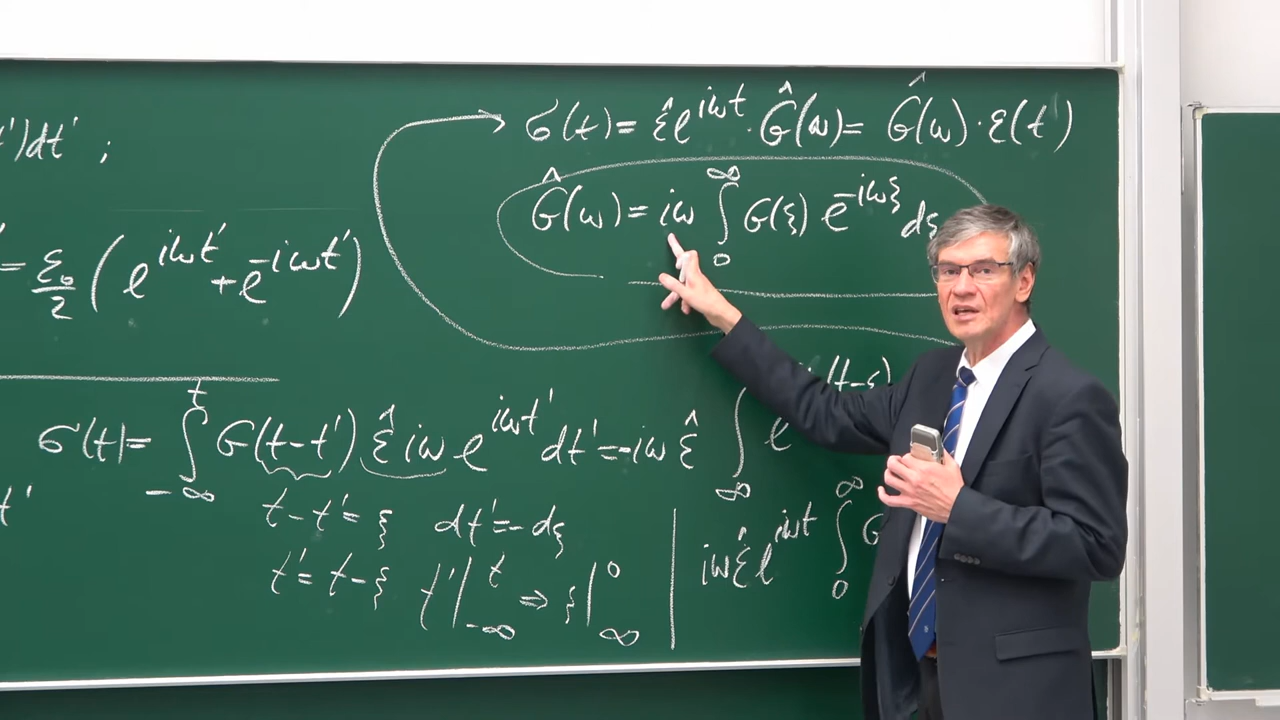 t')dt' ;
σ(t) = ε̂e^{iωt} · Ĝ(ω) = Ĝ(ω) · ε(t)
Ĝ(ω) = iω ∫_0^∞ G(ξ) e^{-iωξ} dξ
' = ε₀/2 (e^{iωt'} + e^{-iωt'})
σ(t) = ∫_{-∞}^t G(t-t') ε̂ iω e^{iωt'} dt' = -iω ε̂ ∫_∞ e (t-ξ)
t'
t-t' = ξ dt' = -dξ
t' = t-ξ t'|_{-∞}^t ⇒ ξ|_∞^0
iωε̂e^{iωt} ∫_0^∞ G